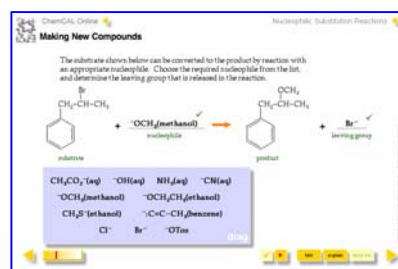 ChemCAL Online
Nucleophilic Substitution Reactions
Making New Compounds
The substrate shown below can be converted to the product by reaction with
an appropriate nucleophile. Choose the required nucleophile from the list,
and determine the leaving group that is released in the reaction.
Br
CH₂-CH-CH₃
+
⁻OCH₃(methanol)
nucleophile
OCH₃
CH₂-CH-CH₃
+
Br⁻
leaving group
substrate
product
CH₃CO₂⁻(aq) ⁻OH(aq) NH₃(aq) ⁻CN(aq)
⁻OCH₃(methanol) ⁻OCH₂CH₃(ethanol)
CH₃S⁻(ethanol) ⁻:C≡C-CH₃(benzene)
Cl⁻ Br⁻ ⁻OTos
drag
hint
explain